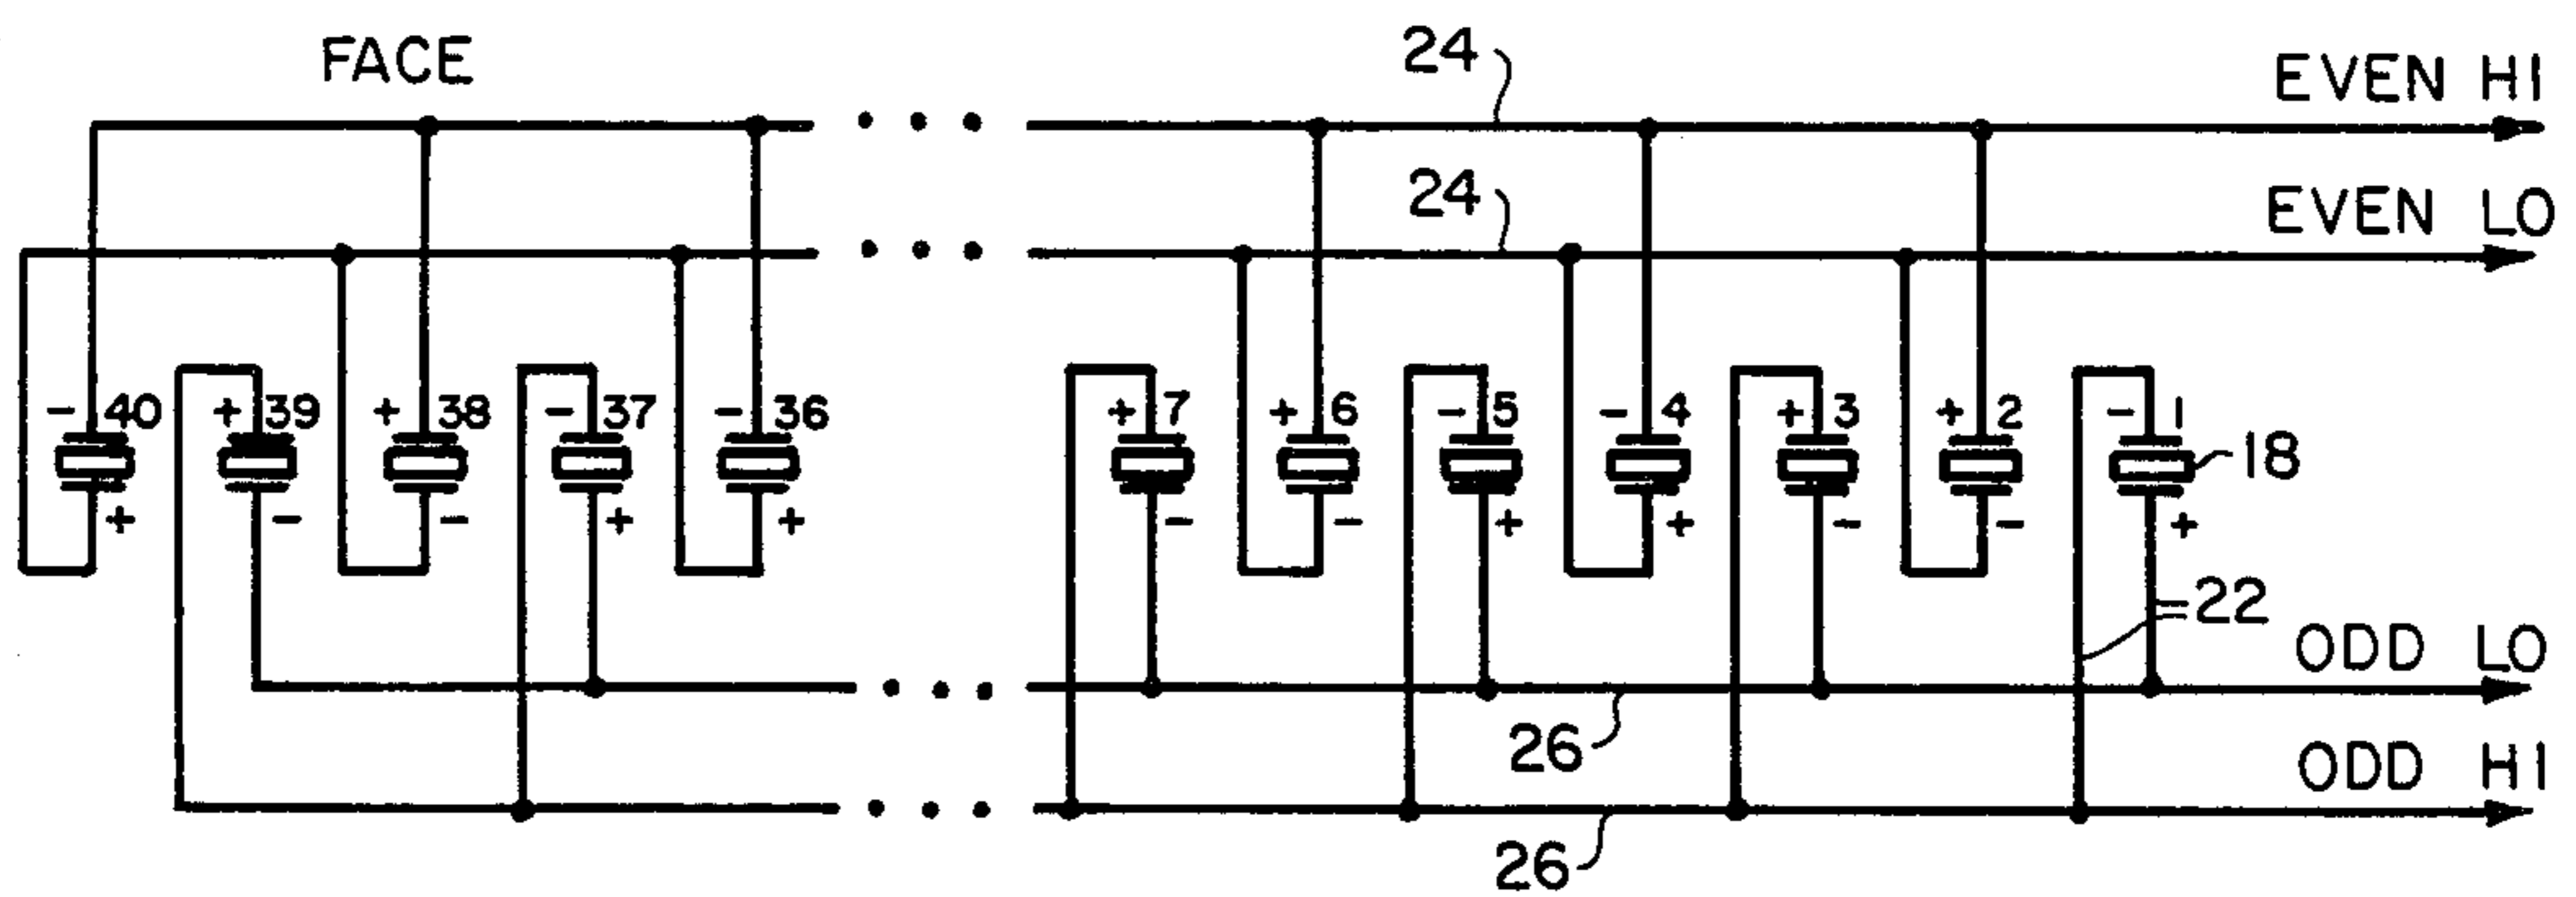 FACE
24
EVEN HI
24
EVEN LO
- 40 + 39 + 38 - 37 - 36 + 7 + 6 - 5 - 4 + 3 + 2 - 1
18
+ - - + + - - + + - - +
22
ODD LO
26
ODD HI
26